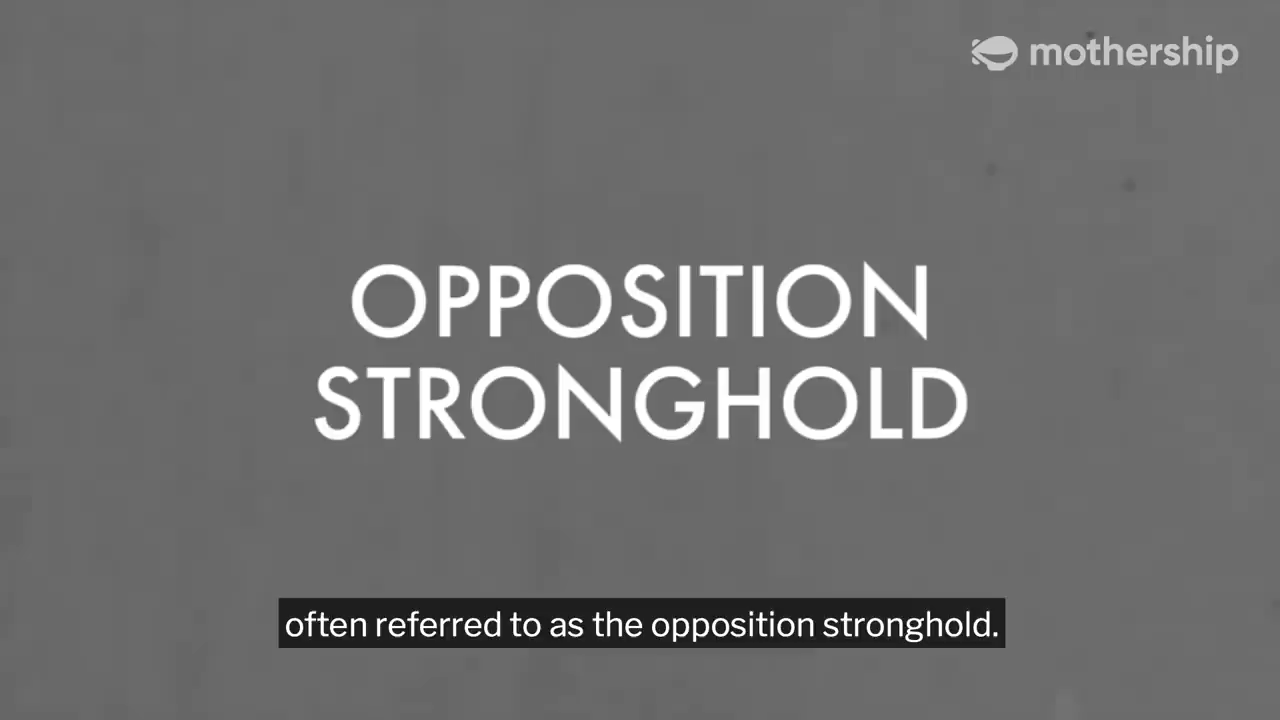 mothership
OPPOSITION
STRONGHOLD
often referred to as the opposition stronghold.